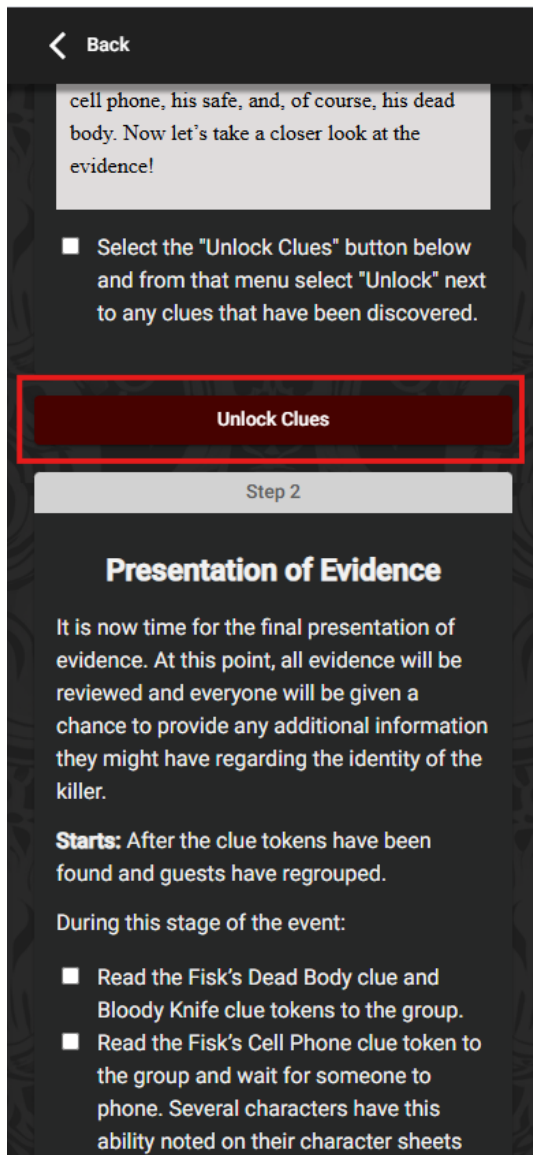 Back
cell phone, his safe, and, of course, his dead
body. Now let’s take a closer look at the
evidence!
Select the "Unlock Clues" button below
and from that menu select "Unlock" next
to any clues that have been discovered.
Unlock Clues
Step 2
Presentation of Evidence
It is now time for the final presentation of
evidence. At this point, all evidence will be
reviewed and everyone will be given a
chance to provide any additional information
they might have regarding the identity of the
killer.
Starts: After the clue tokens have been
found and guests have regrouped.
During this stage of the event:
Read the Fisk’s Dead Body clue and
Bloody Knife clue tokens to the group.
Read the Fisk’s Cell Phone clue token to
the group and wait for someone to
phone. Several characters have this
ability noted on their character sheets